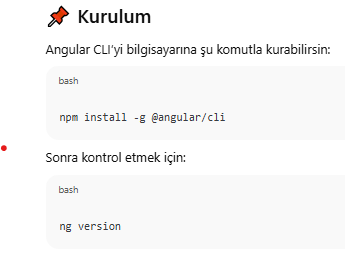 📌 Kurulum
Angular CLI'yi bilgisayarına şu komutla kurabilirsin:
bash
npm install -g @angular/cli
Sonra kontrol etmek için:
bash
ng version